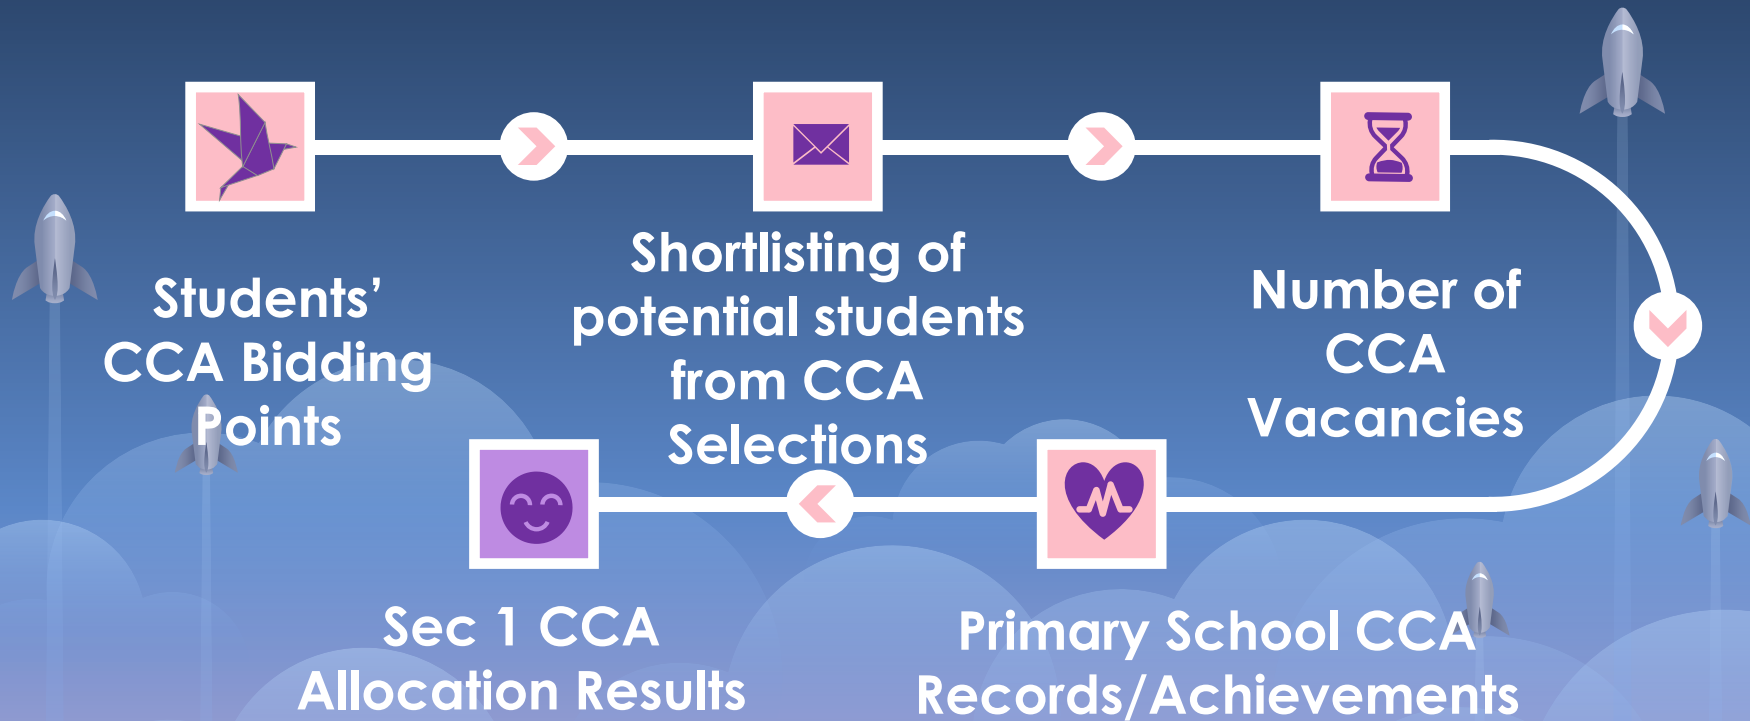 Students’
CCA Bidding
Points
Shortlisting of
potential students
from CCA
Selections
Number of
CCA
Vacancies
Primary School CCA
Records/Achievements
Sec 1 CCA
Allocation Results